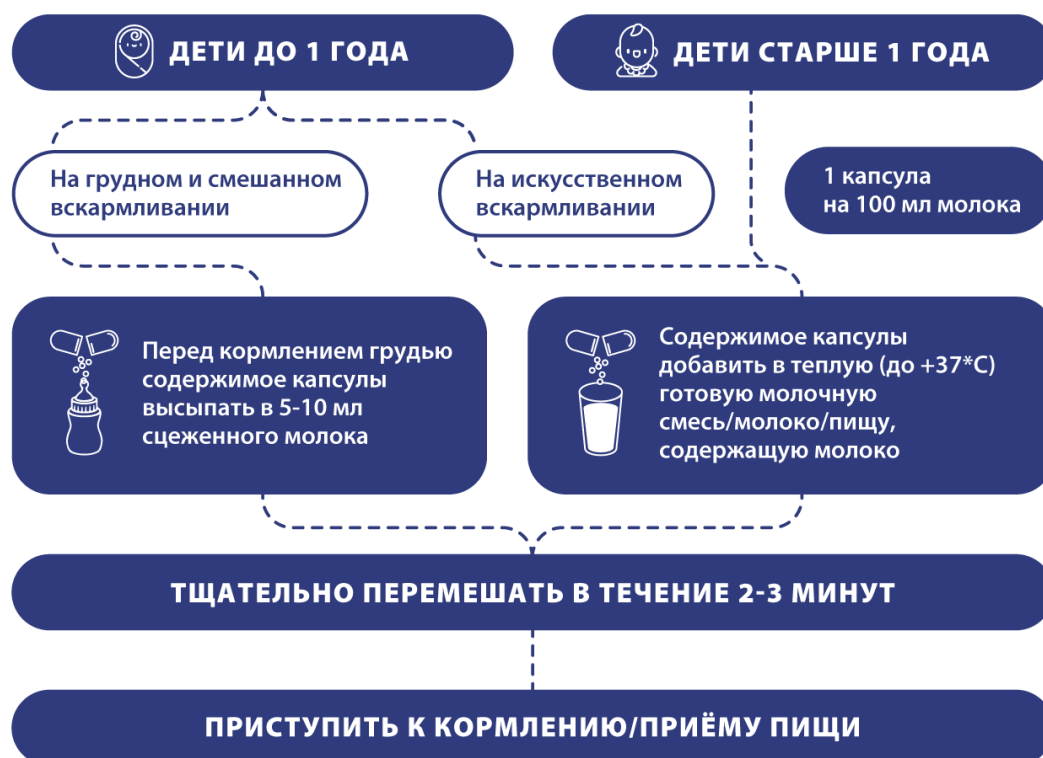 ДЕТИ ДО 1 ГОДА
ДЕТИ СТАРШЕ 1 ГОДА
На грудном и смешанном
вскармливании
На искусственном
вскармливании
1 капсула
на 100 мл молока
Перед кормлением грудью
содержимое капсулы
высыпать в 5-10 мл
сцеженного молока
Содержимое капсулы
добавить в теплую (до +37*С)
готовую молочную
смесь/молоко/пищу,
содержащую молоко
ТЩАТЕЛЬНО ПЕРЕМЕШАТЬ В ТЕЧЕНИЕ 2-3 МИНУТ
ПРИСТУПИТЬ К КОРМЛЕНИЮ/ПРИЁМУ ПИЩИ